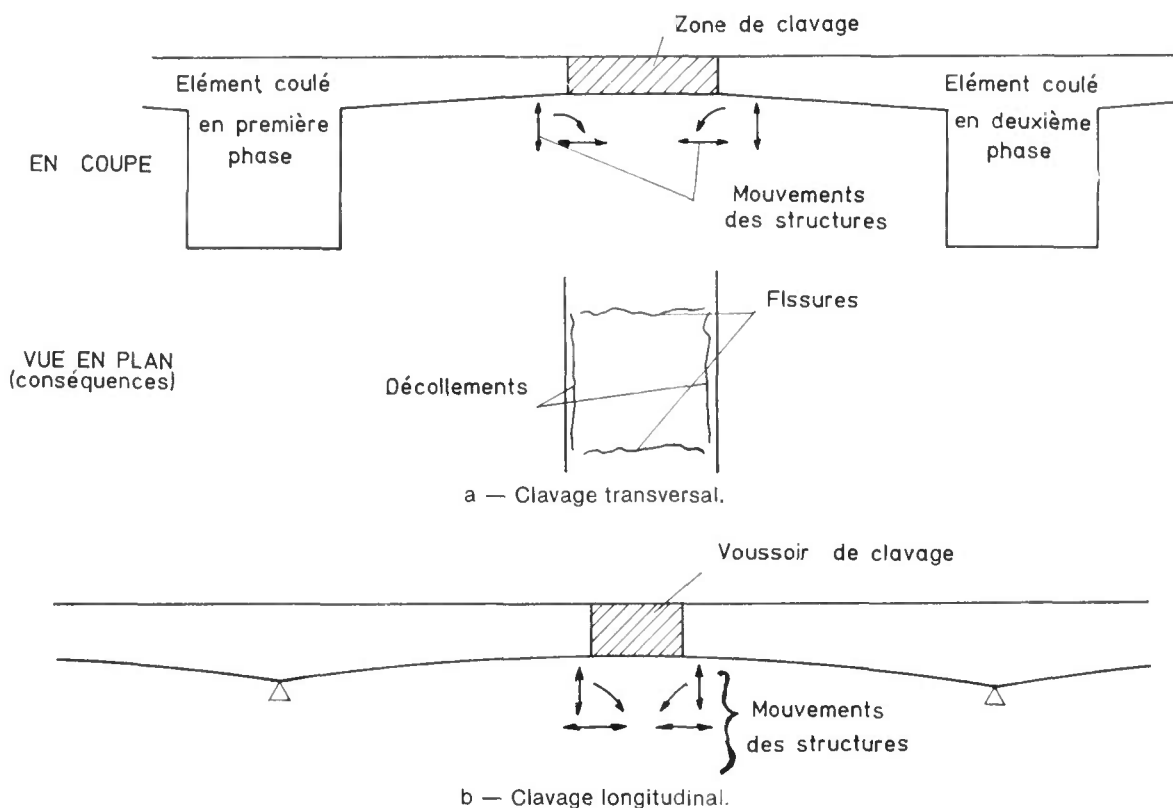 Zone de clavage
Elément coulé
en première
phase
Elément coulé
en deuxième
phase
EN COUPE
Mouvements
des structures
Fissures
VUE EN PLAN
(conséquences)
Décollements
a — Clavage transversal.
Voussoir de clavage
Mouvements
des structures
b — Clavage longitudinal.